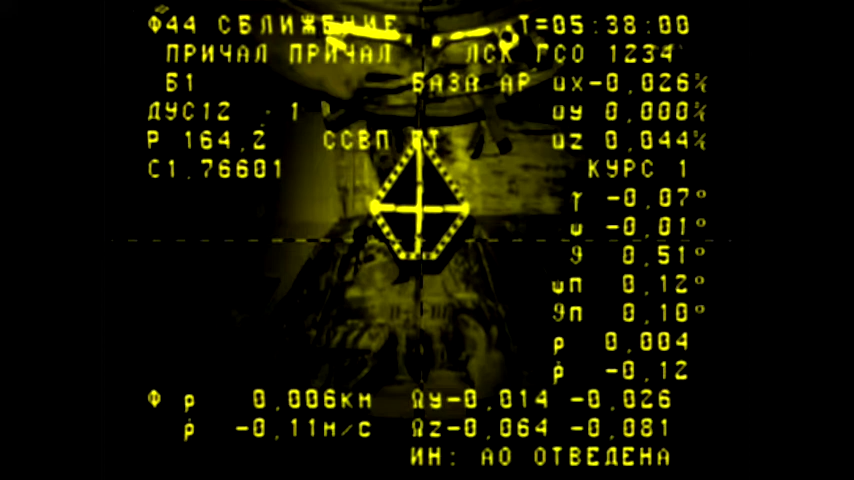 Ф44 СБЛИЖЕНИЕ Т=05:38:00
ПРИЧАЛ ПРИЧАЛ ЛСК ГСО 1234
Б1 БАЗА АР ωX-0,026°/с
ДУС12 - 1 ωY 0,000°/с
Р 164,2 ССВП ДТ ωZ 0,044°/с
С1.76601 КУРС 1
γ -0,07°
ψ -0,01°
ϑ 0,51°
ψп 0,12°
ϑп 0,10°
ρ 0,004
ρ̇ -0,12
Ф ρ 0,006КМ ΩY-0,014 -0,026
ρ̇ -0,11М/С ΩZ-0,064 -0,081
ИН: АО ОТВЕДЕНА